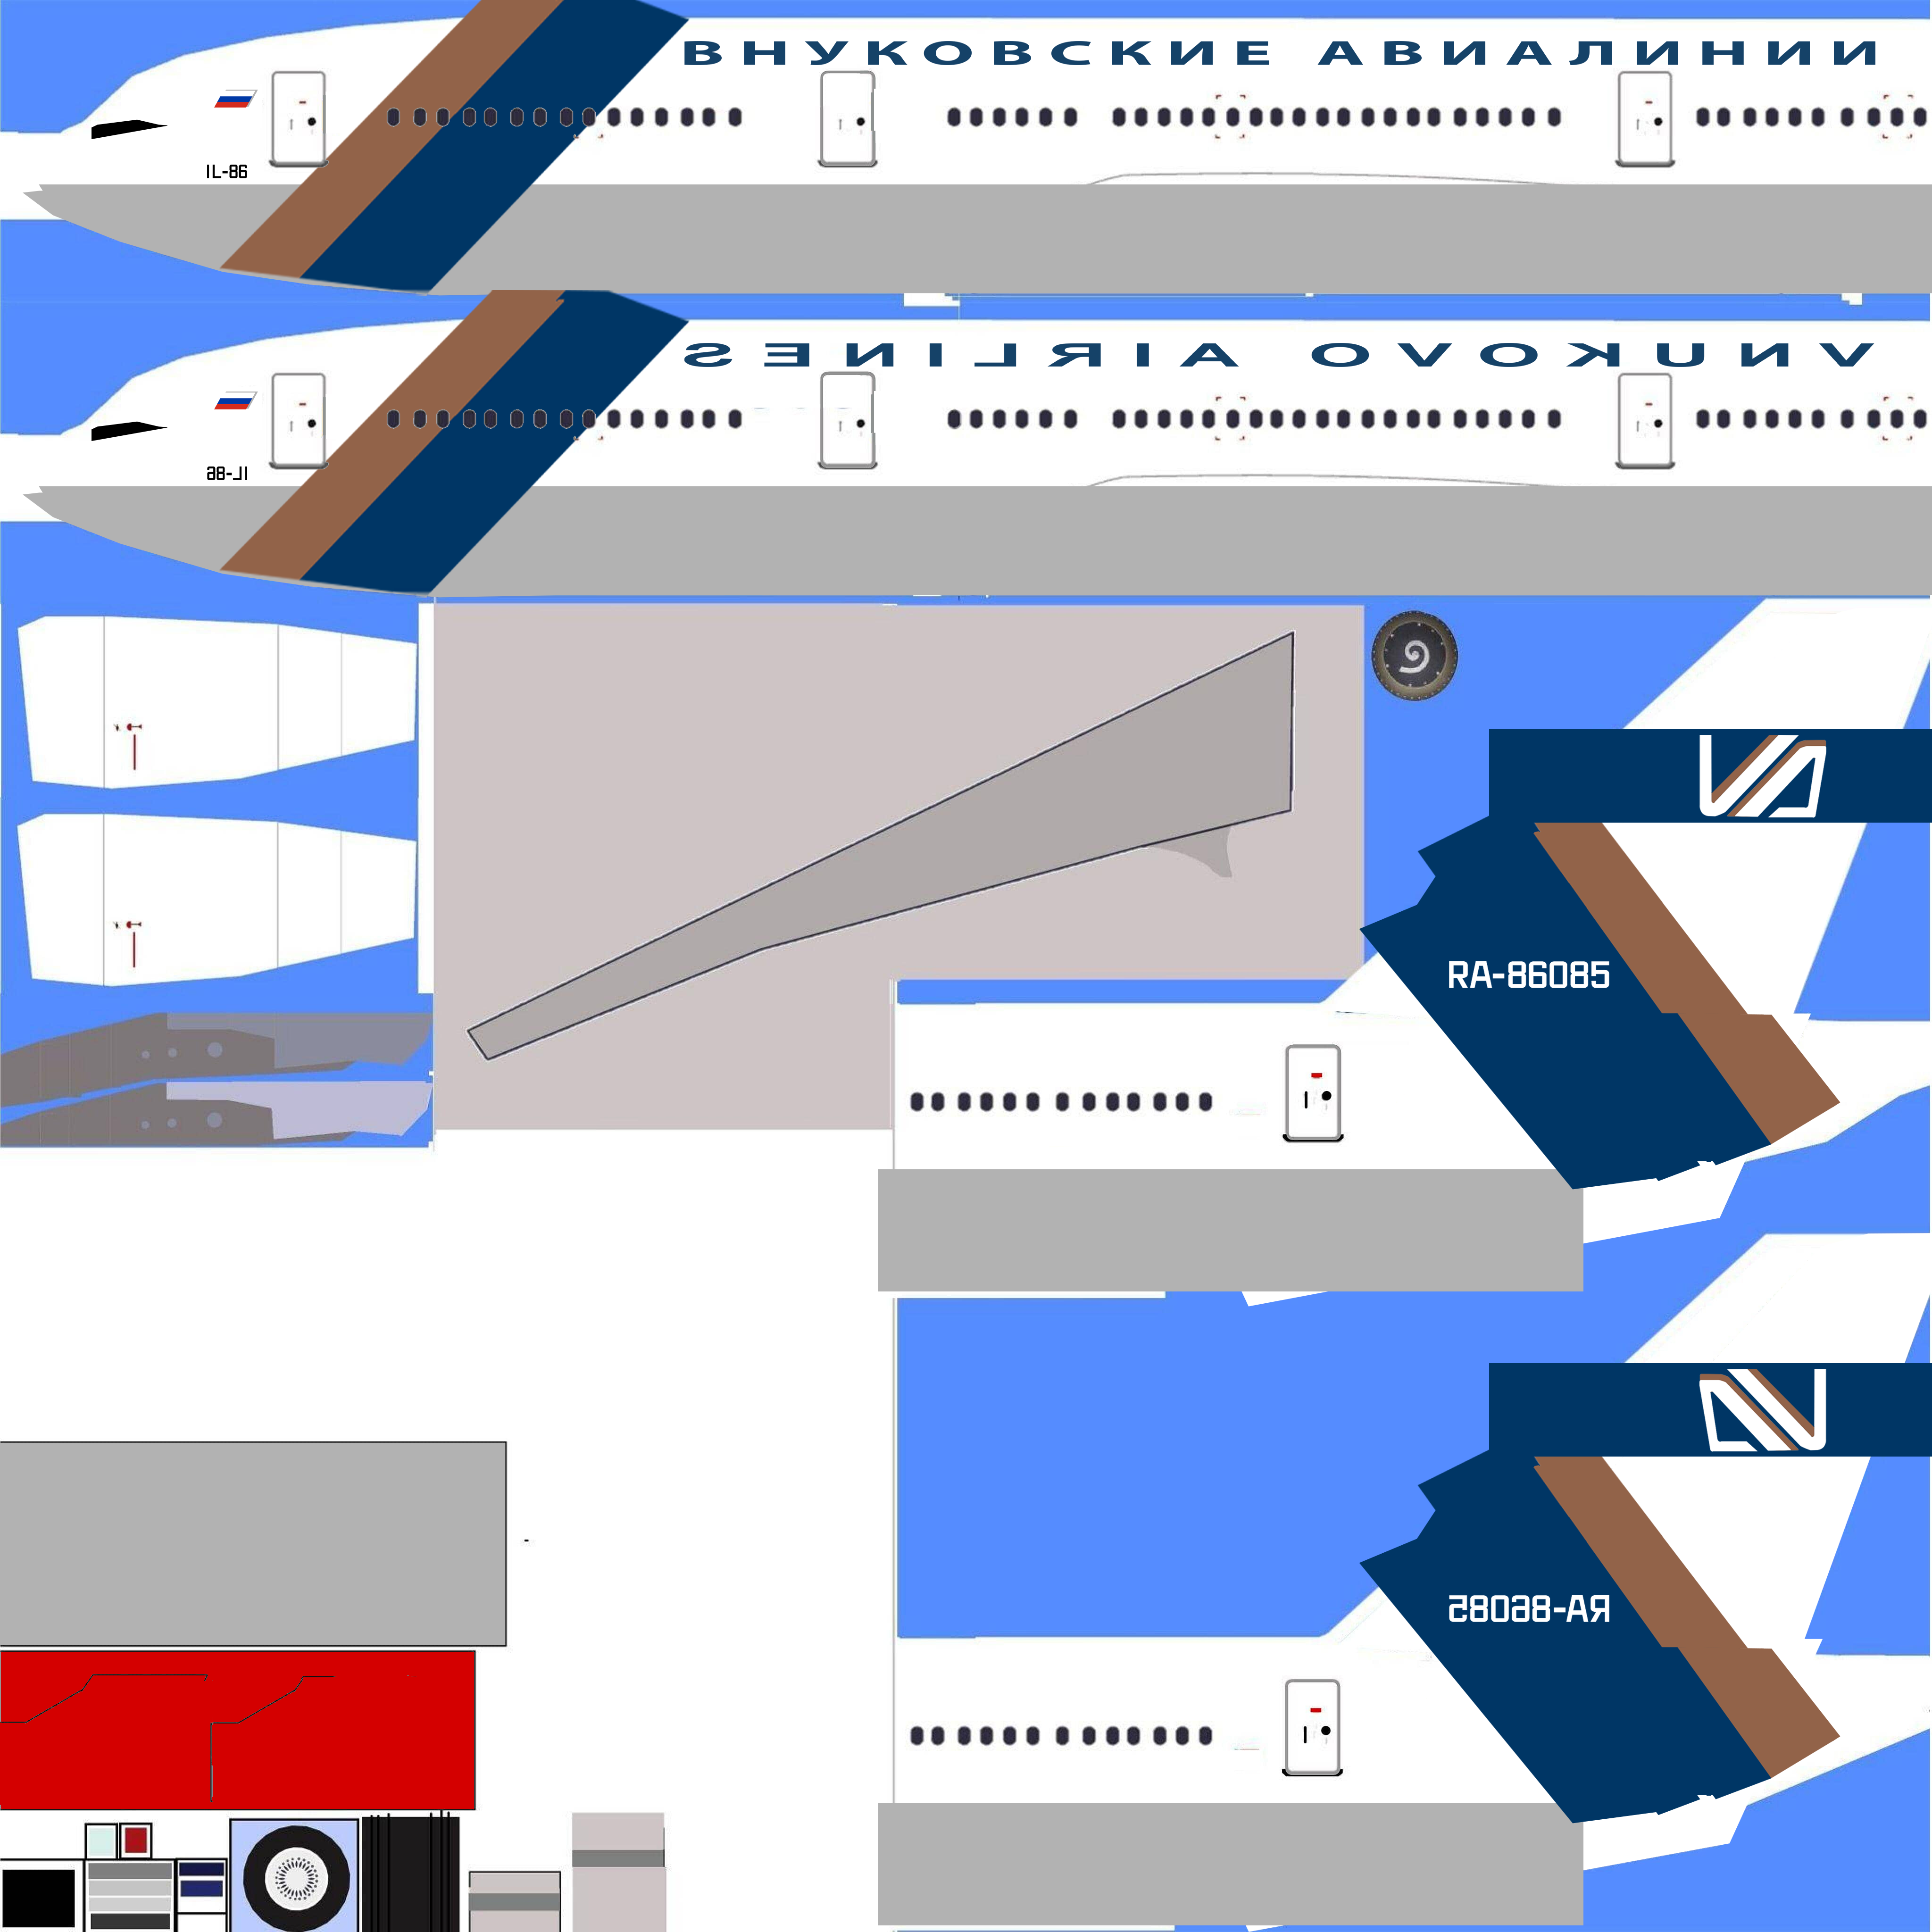 ВНУКОВСКИЕ АВИАЛИНИИ
IL-86
VNUKOVO AIRLINES
IL-86
RA-86085
RA-86085